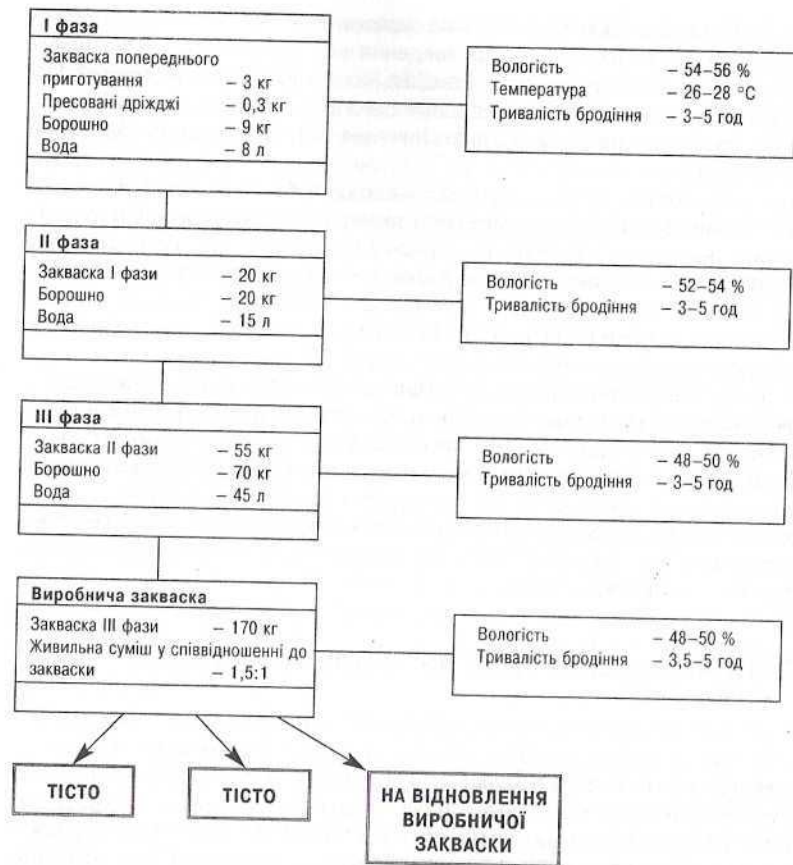 І фаза
Закваска попереднього
приготування – 3 кг
Пресовані дріжджі – 0,3 кг
Борошно – 9 кг
Вода – 8 л
Вологість – 54–56 %
Температура – 26–28 °С
Тривалість бродіння – 3–5 год
ІІ фаза
Закваска І фази – 20 кг
Борошно – 20 кг
Вода – 15 л
Вологість – 52–54 %
Тривалість бродіння – 3–5 год
ІІІ фаза
Закваска ІІ фази – 55 кг
Борошно – 70 кг
Вода – 45 л
Вологість – 48–50 %
Тривалість бродіння – 3–5 год
Виробнича закваска
Закваска ІІІ фази – 170 кг
Живильна суміш у співвідношенні до
закваски – 1,5:1
Вологість – 48–50 %
Тривалість бродіння – 3,5–5 год
ТІСТО
ТІСТО
НА ВІДНОВЛЕННЯ
ВИРОБНИЧОЇ
ЗАКВАСКИ